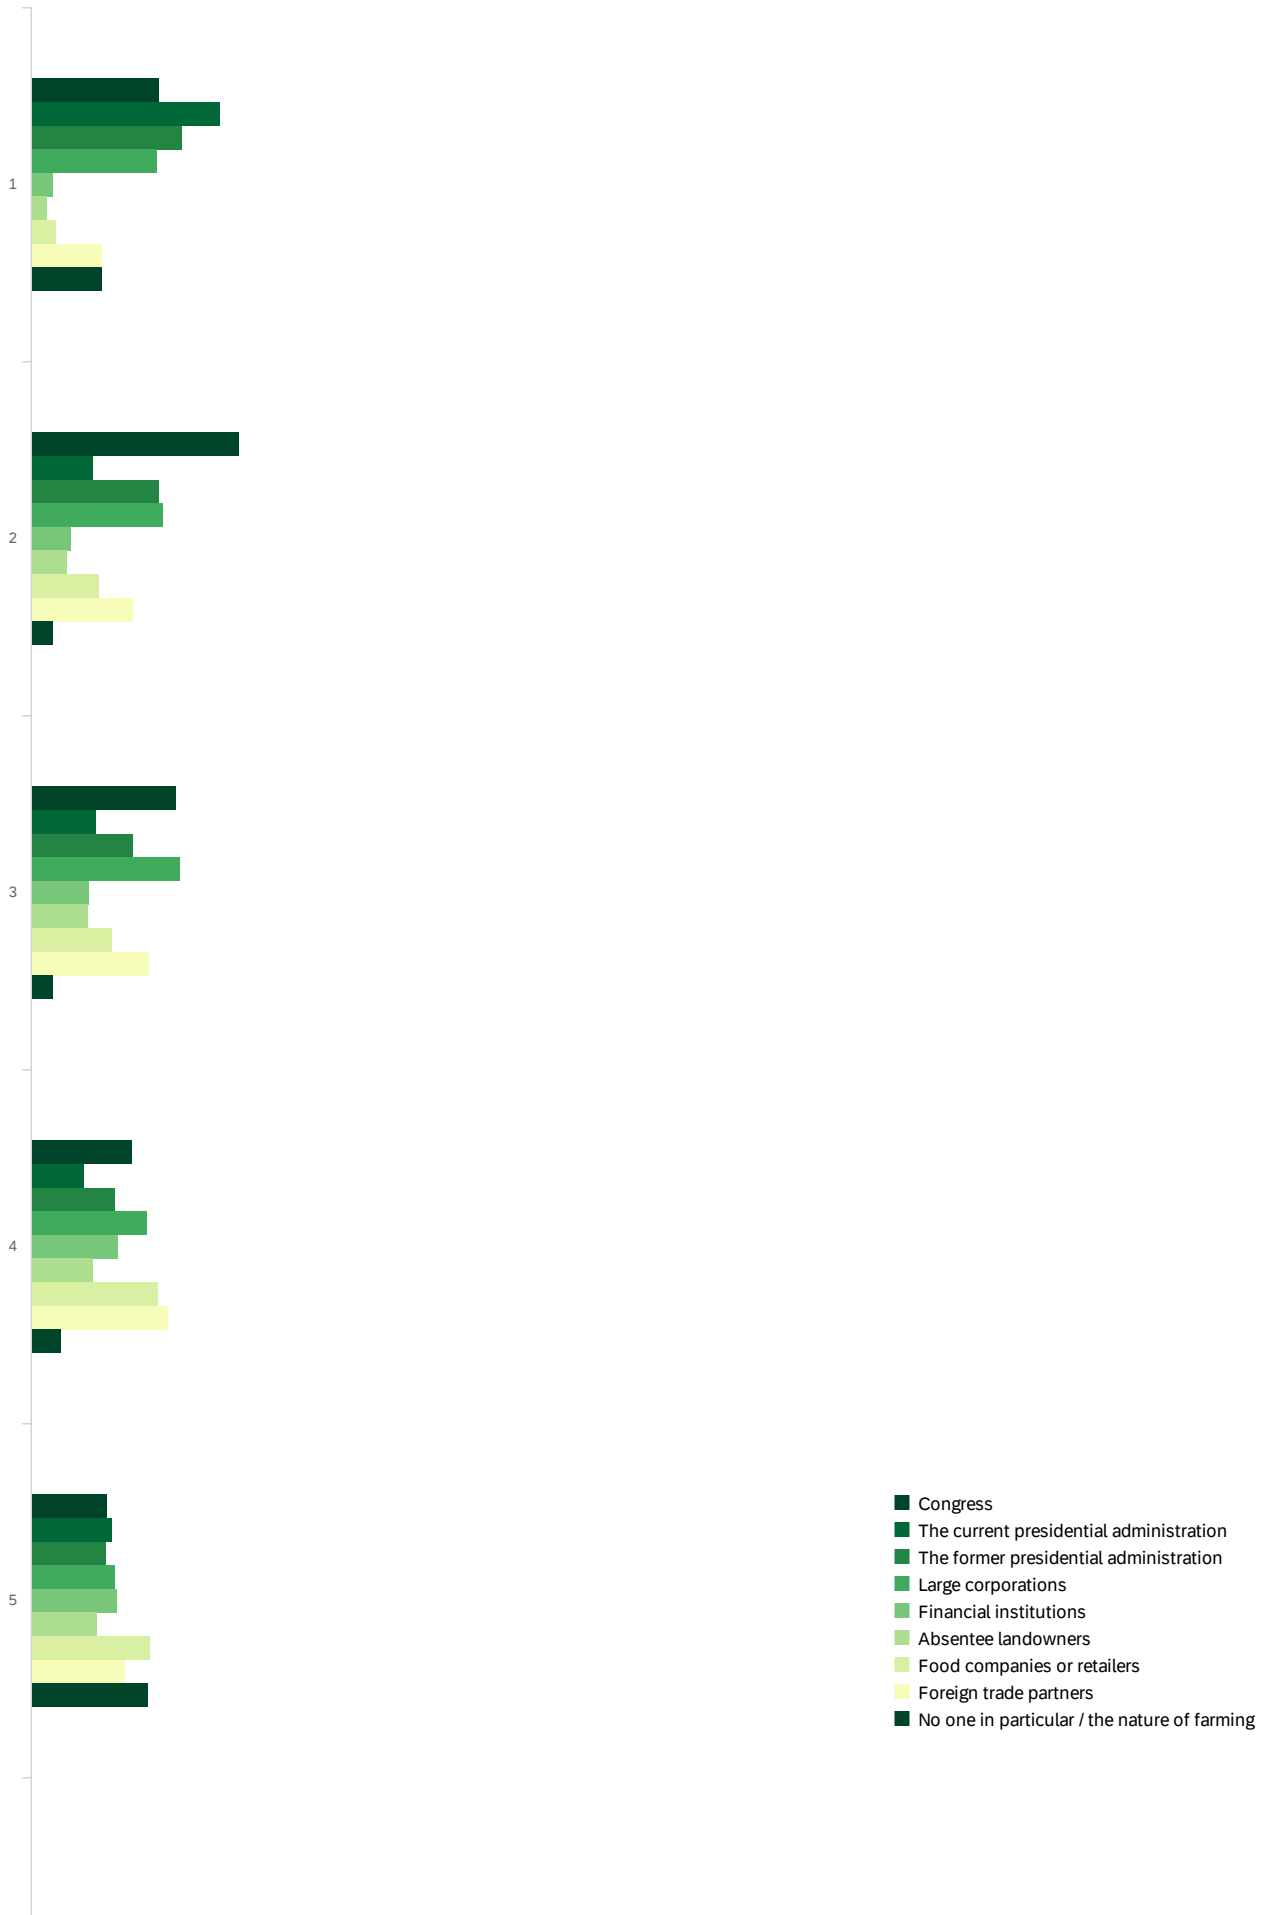 1
2
3
4
5
Congress
The current presidential administration
The former presidential administration
Large corporations
Financial institutions
Absentee landowners
Food companies or retailers
Foreign trade partners
No one in particular / the nature of farming